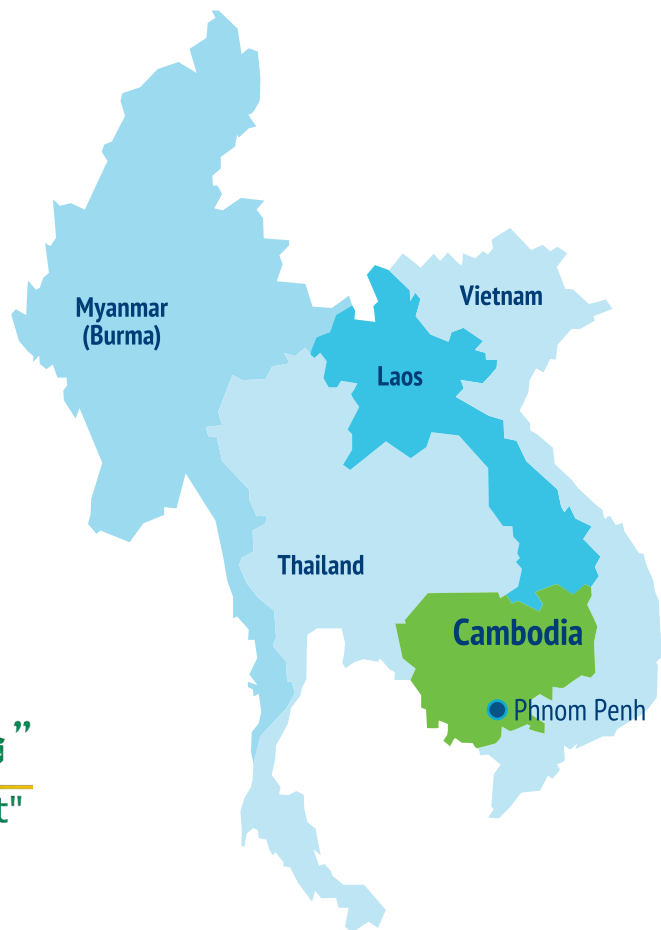 Myanmar
(Burma)
Vietnam
Laos
Thailand
Cambodia
Phnom Penh
”
t"